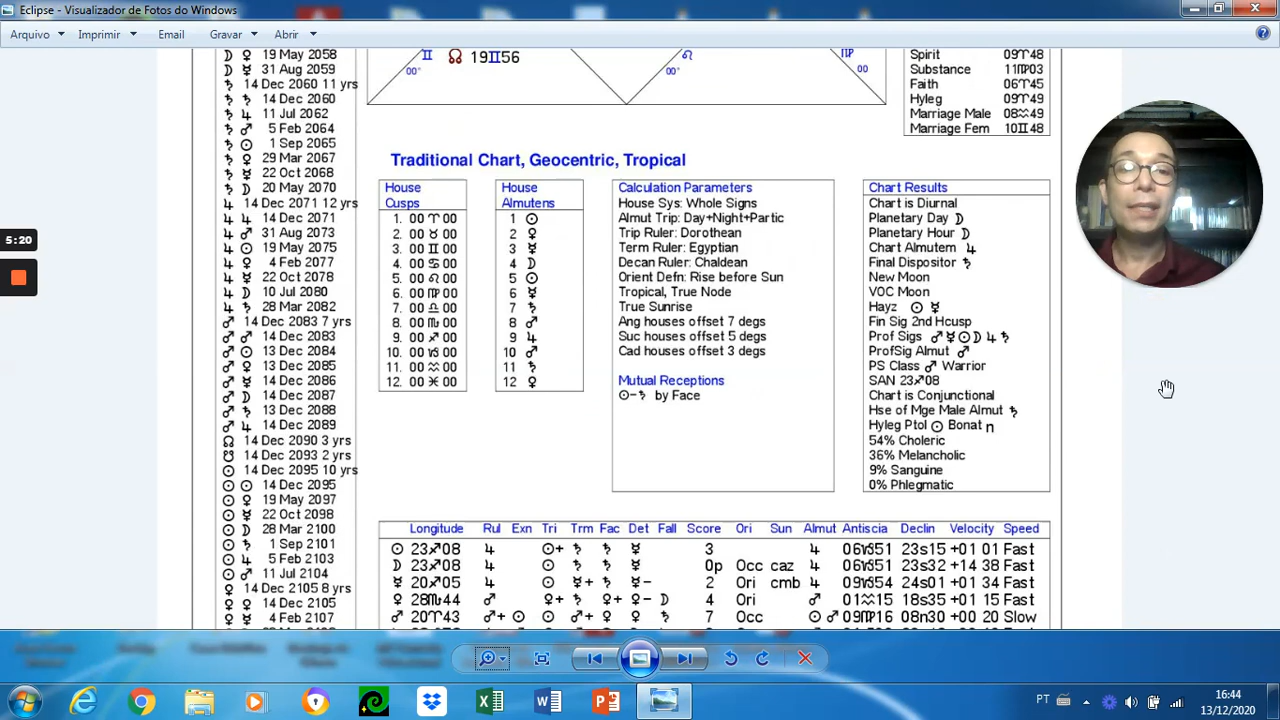 Eclipse - Visualizador de Fotos do Windows
Arquivo Imprimir Email Gravar Abrir
☽ ♀ 19 May 2058
☽ ☿ 31 Aug 2059
♄ 14 Dec 2060 11 yrs
♄ ♄ 14 Dec 2060
♄ ♃ 11 Jul 2062
♄ ♂ 5 Feb 2064
♄ ☉ 1 Sep 2065
♄ ♀ 29 Mar 2067
♄ ☿ 22 Oct 2068
♄ ☽ 20 May 2070
♃ 14 Dec 2071 12 yrs
♃ ♃ 14 Dec 2071
♃ ♂ 31 Aug 2073
♃ ☉ 19 May 2075
♃ ♀ 4 Feb 2077
♃ ☿ 22 Oct 2078
♃ ☽ 10 Jul 2080
♃ ♄ 28 Mar 2082
♂ 14 Dec 2083 7 yrs
♂ ♂ 14 Dec 2083
♂ ☉ 13 Dec 2084
♂ ♀ 13 Dec 2085
♂ ☿ 14 Dec 2086
♂ ☽ 14 Dec 2087
♂ ♄ 13 Dec 2088
♂ ♃ 14 Dec 2089
☊ 14 Dec 2090 3 yrs
☋ 14 Dec 2093 2 yrs
☉ 14 Dec 2095 10 yrs
☉ ☉ 14 Dec 2095
☉ ♀ 19 May 2097
☉ ☿ 22 Oct 2098
☉ ☽ 28 Mar 2100
☉ ♄ 1 Sep 2101
☉ ♃ 5 Feb 2103
☉ ♂ 11 Jul 2104
♀ 14 Dec 2105 8 yrs
♀ ♀ 14 Dec 2105
♀ ☿ 4 Feb 2107
♊ ☊ 19♊56
00°
♌
00°
♍
00
Spirit 09♈48
Substance 11♍03
Faith 06♈45
Hyleg 09♈49
Marriage Male 08♒49
Marriage Fem 10♊48
Traditional Chart, Geocentric, Tropical
House
Cusps
1. 00 ♈ 00
2. 00 ♉ 00
3. 00 ♊ 00
4. 00 ♋ 00
5. 00 ♌ 00
6. 00 ♍ 00
7. 00 ♎ 00
8. 00 ♏ 00
9. 00 ♐ 00
10. 00 ♑ 00
11. 00 ♒ 00
12. 00 ♓ 00
House
Almutens
1 ☉
2 ♀
3 ☿
4 ☽
5 ☉
6 ☿
7 ♄
8 ♂
9 ♃
10 ♂
11 ♄
12 ♀
Calculation Parameters
House Sys: Whole Signs
Almut Trip: Day+Night+Partic
Trip Ruler: Dorothean
Term Ruler: Egyptian
Decan Ruler: Chaldean
Orient Defn: Rise before Sun
Tropical, True Node
True Sunrise
Ang houses offset 7 degs
Suc houses offset 5 degs
Cad houses offset 3 degs
Mutual Receptions
☉–♄ by Face
Chart Results
Chart is Diurnal
Planetary Day ☽
Planetary Hour ☽
Chart Almutem ♃
Final Dispositor ♄
New Moon
VOC Moon
Hayz ☉ ☿
Fin Sig 2nd Hcusp
Prof Sigs ♂ ☿ ☉ ☽ ♃ ♄
ProfSig Almut ♂
PS Class ♂ Warrior
SAN 23♐08
Chart is Conjunctional
Hse of Mge Male Almut ♄
Hyleg Ptol ☉ Bonat n
54% Choleric
36% Melancholic
9% Sanguine
0% Phlegmatic
Longitude Rul Exn Tri Trm Fac Det Fall Score Ori Sun Almut Antiscia Declin Velocity Speed
☉ 23♐08 ♃ ☉+ ♄ ♄ ☿ 3 ♃ 06♑51 23s15 +01 01 Fast
☽ 23♐08 ♃ ☉ ♄ ♄ ☿ 0p Occ caz ♃ 06♑51 23s32 +14 38 Fast
☿ 20♐05 ♃ ☉ ☿+ ♄ ☿– 2 Ori cmb ♃ 09♑54 24s01 +01 34 Fast
♀ 28♏44 ♂ ♀+ ♄ ♀+ ♀– ☽ 4 Ori ♂ 01♒15 18s35 +01 15 Fast
♂ 20♈43 ♂+ ☉ ☉ ♂+ ♀ ♀ ♄ 7 Occ ☉ ♂ 09♍16 08n30 +00 20 Slow
5:20
PT
16:44
13/12/2020